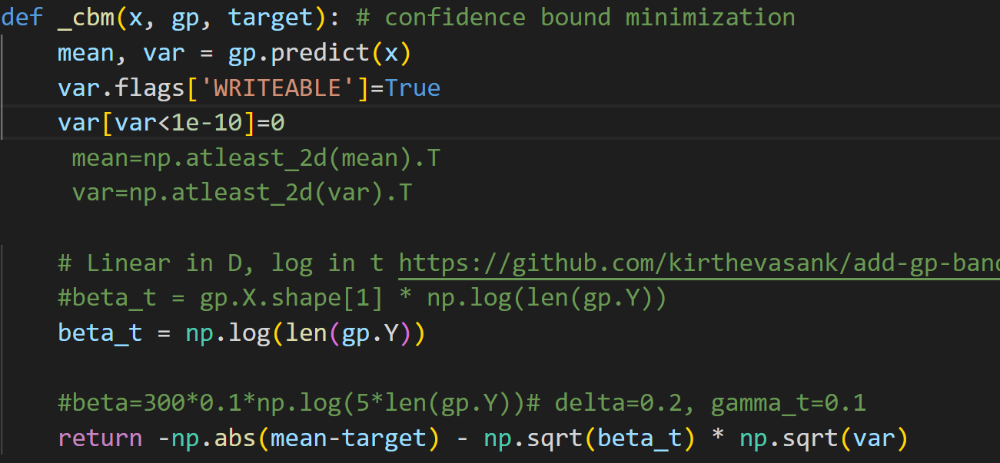 def _cbm(x, gp, target): # confidence bound minimization
mean, var = gp.predict(x)
var.flags['WRITEABLE']=True
var[var<1e-10]=0
mean=np.atleast_2d(mean).T
var=np.atleast_2d(var).T
# Linear in D, log in t https://github.com/kirthevasank/add-gp-band
#beta_t = gp.X.shape[1] * np.log(len(gp.Y))
beta_t = np.log(len(gp.Y))
#beta=300*0.1*np.log(5*len(gp.Y))# delta=0.2, gamma_t=0.1
return -np.abs(mean-target) - np.sqrt(beta_t) * np.sqrt(var)